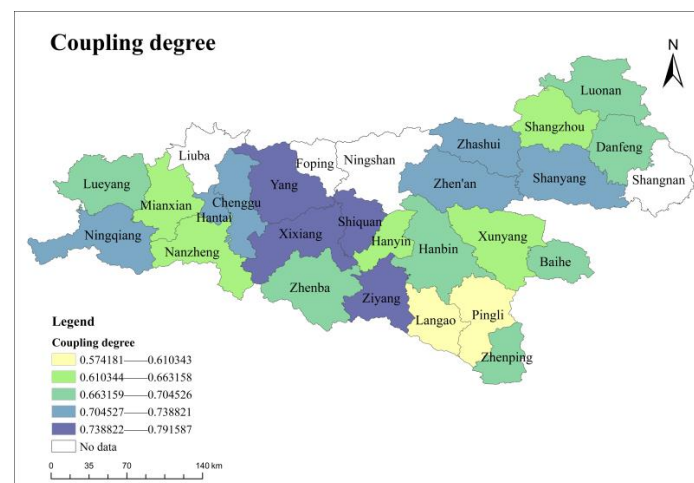 Coupling degree
N
Luonan
Shangzhou
Danfeng
Zhashui
Liuba
Foping
Ningshan
Shangnan
Lueyang
Yang
Zhen'an
Shanyang
Mianxian
Chenggu
Hantai
Shiquan
Ningqiang
Xixiang
Hanyin
Hanbin
Xunyang
Nanzheng
Baihe
Zhenba
Ziyang
Langao
Pingli
Zhenping
Legend
Coupling degree
0.574181——0.610343
0.610344——0.663158
0.663159——0.704526
0.704527——0.738821
0.738822——0.791587
No data
0 35 70 140 km